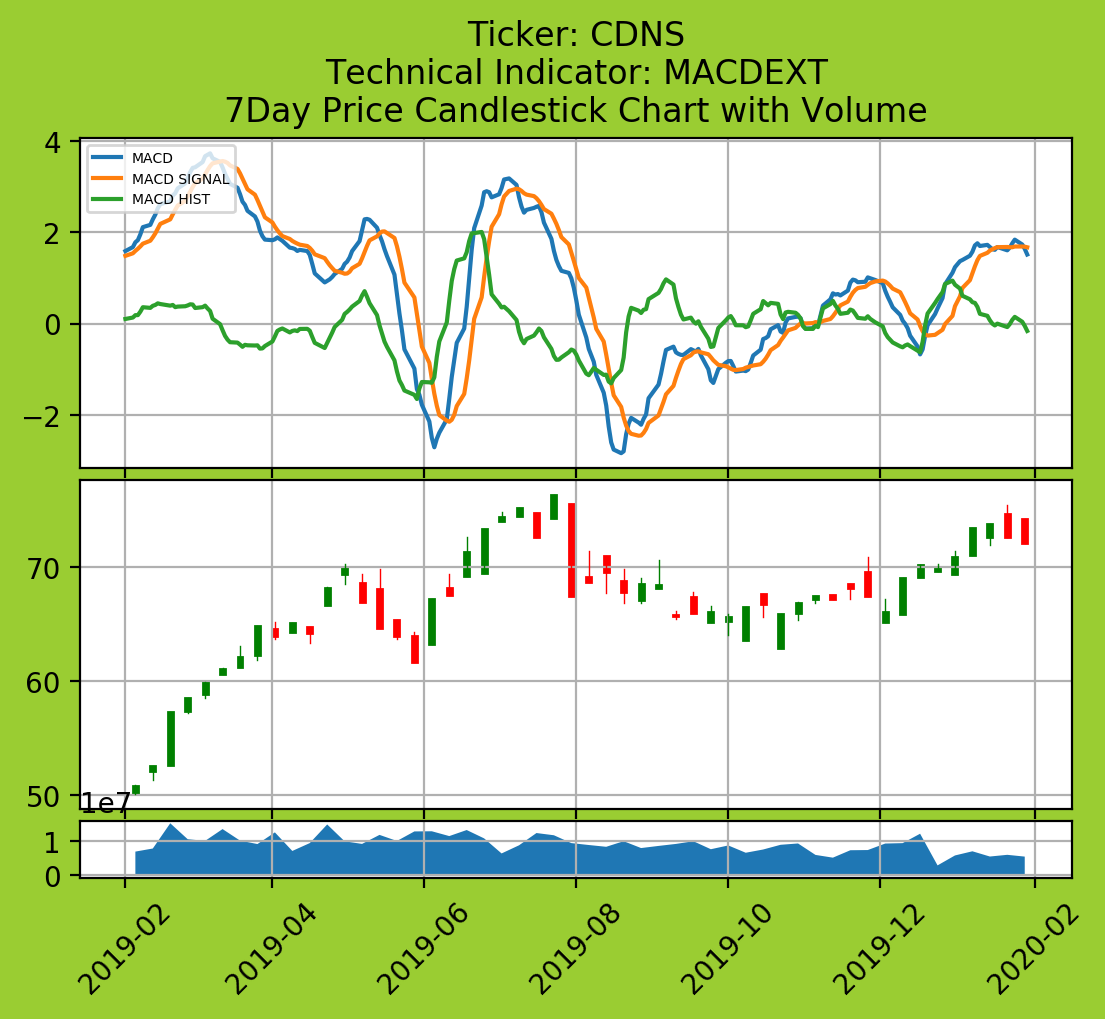 Ticker: CDNS
Technical Indicator: MACDEXT
7Day Price Candlestick Chart with Volume
4
2
0
−2
MACD
MACD SIGNAL
MACD HIST
70
60
50
1e7
1
0
2019-02
2019-04
2019-06
2019-08
2019-10
2019-12
2020-02